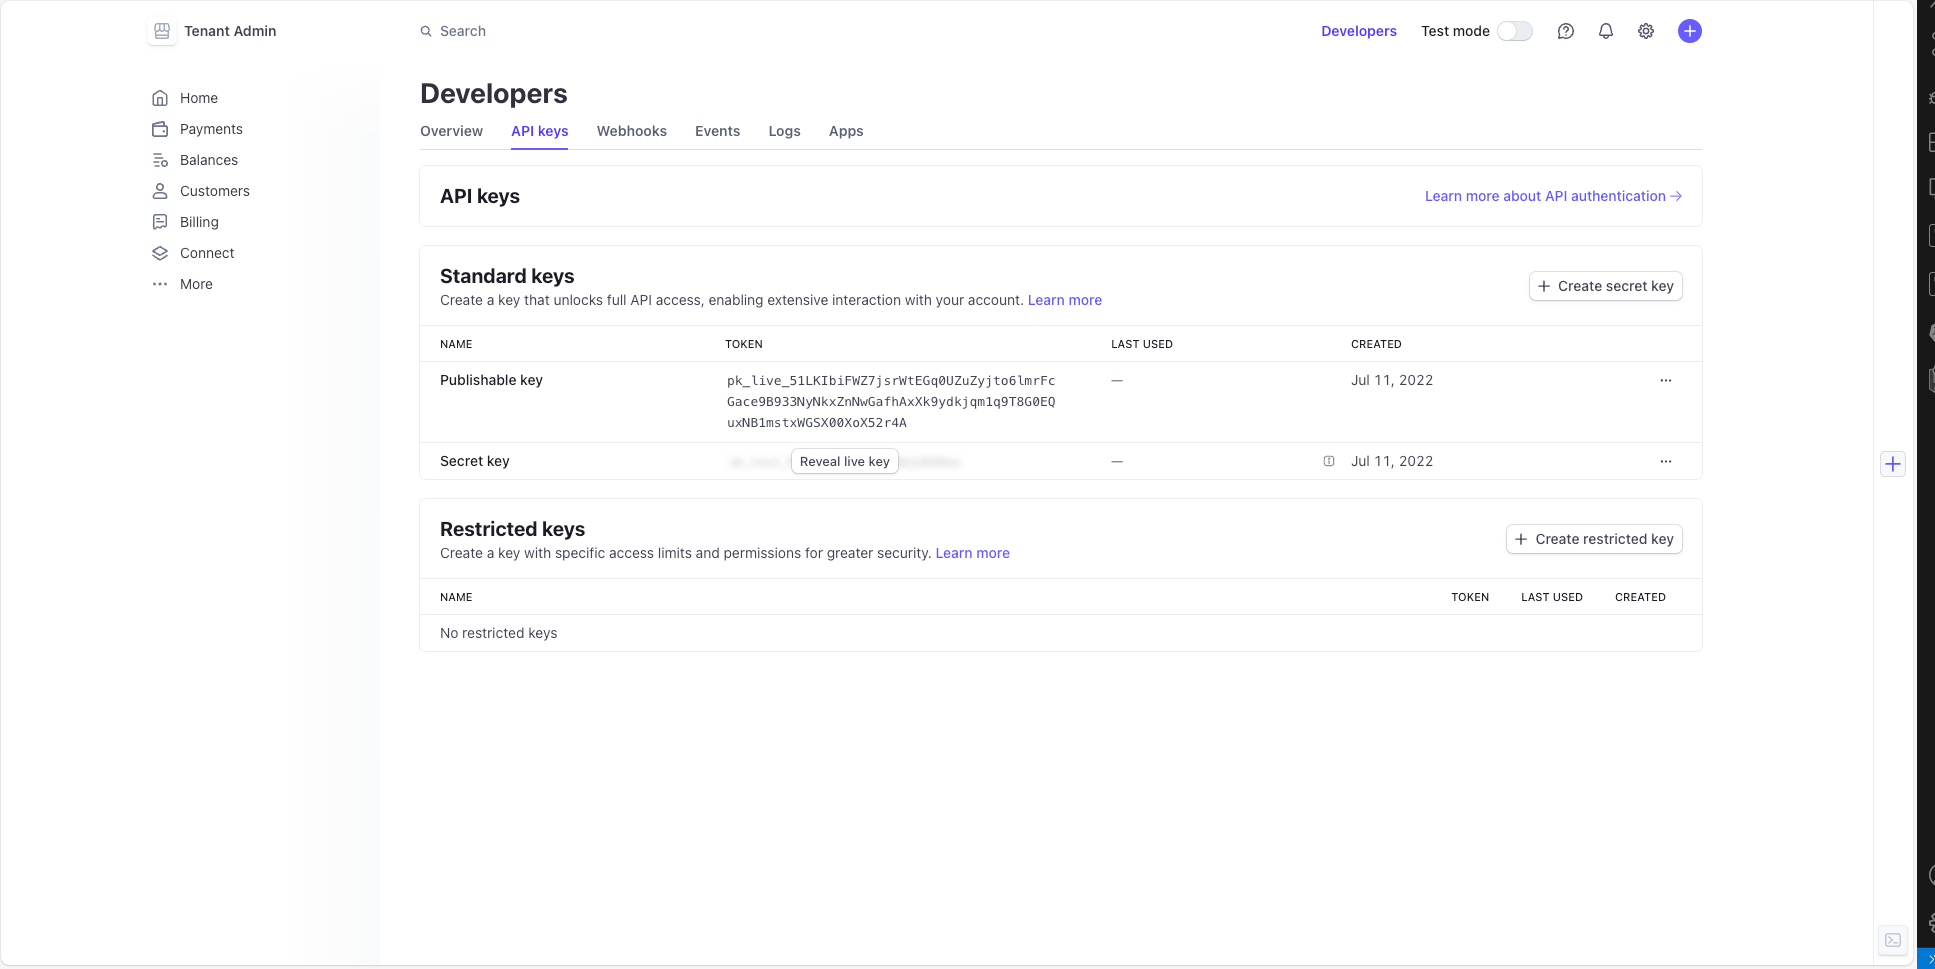 Tenant Admin
Search
Developers
Test mode
Home
Payments
Balances
Customers
Billing
Connect
More
Developers
Overview
API keys
Webhooks
Events
Logs
Apps
API keys
Learn more about API authentication →
Standard keys
Create a key that unlocks full API access, enabling extensive interaction with your account. Learn more
+ Create secret key
NAME TOKEN LAST USED CREATED
Publishable key
pk_live_51LKIbiFWZ7jsrWtEGq0UZuZyjto6lmrFc
Gace9B933NyNkxZnNwGafhAxXk9ydkjqm1q9T8G0EQ
uxNB1mstxWGSX00XoX52r4A
—
Jul 11, 2022
Secret key
Reveal live key
—
Jul 11, 2022
Restricted keys
Create a key with specific access limits and permissions for greater security. Learn more
+ Create restricted key
NAME TOKEN LAST USED CREATED
No restricted keys